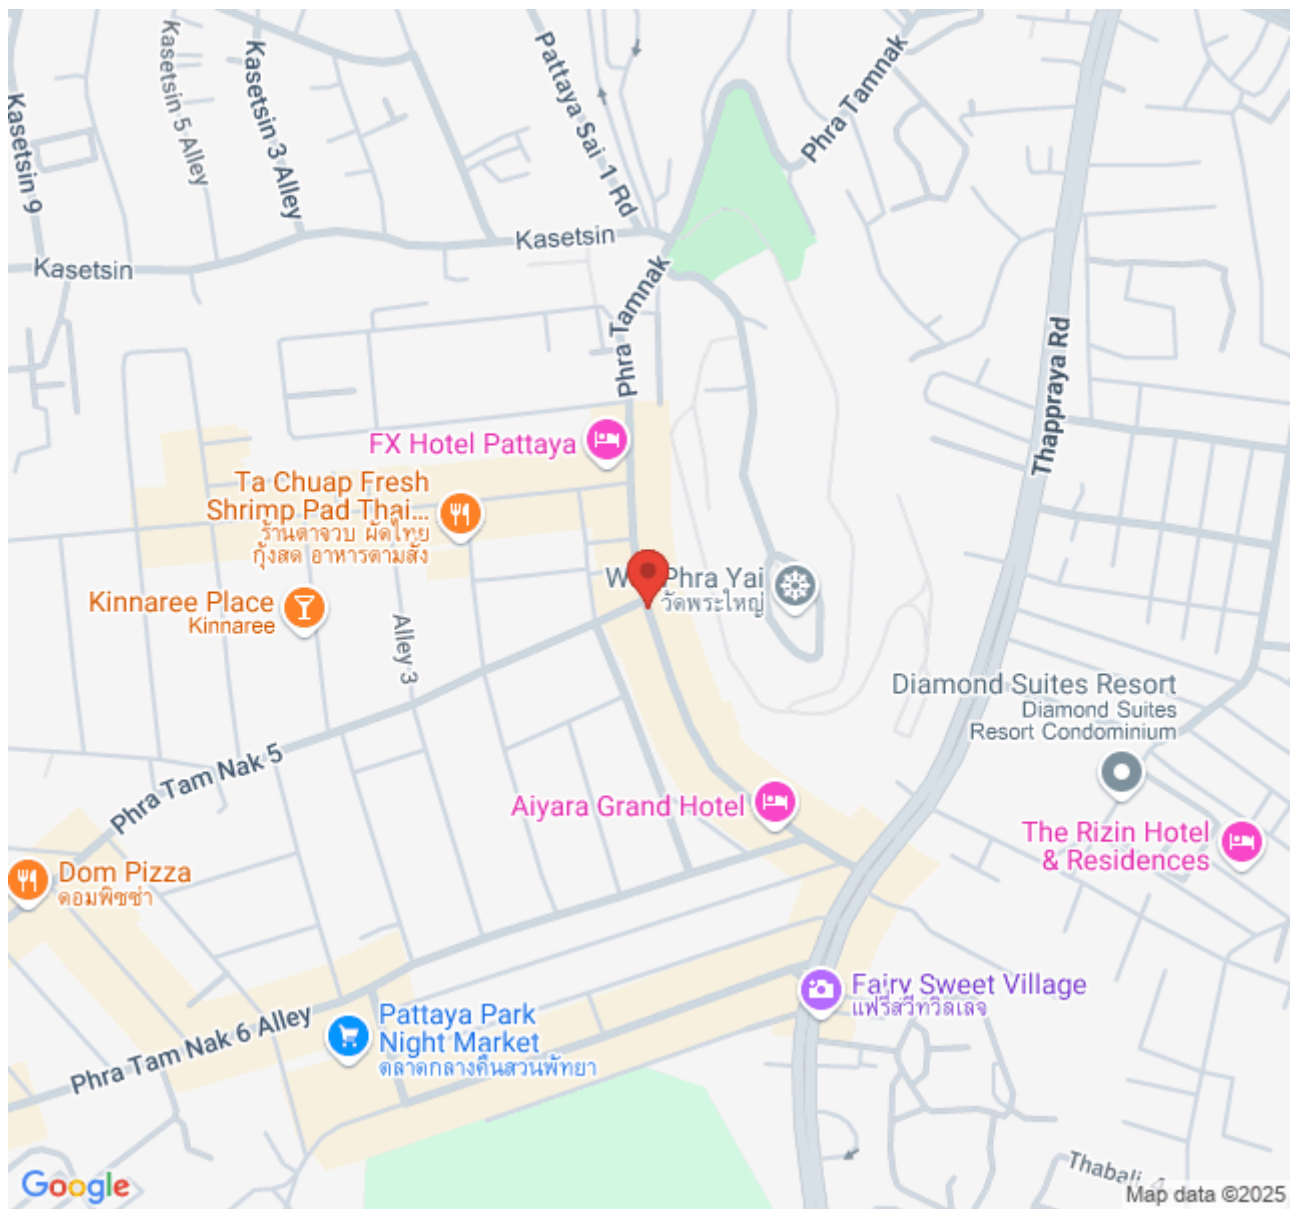 Kasetsin 9
Kasetsin 5 Alley
Kasetsin 3 Alley
Pattaya Sai 1 Rd
Phra Tamnak
Kasetsin
Kasetsin
Phra Tamnak
Thappraya Rd
FX Hotel Pattaya
Ta Chuap Fresh
Shrimp Pad Thai...
ร้านตาจวบ ผัดไทย
กุ้งสด อาหารตามสั่ง
Phra Yai
วัดพระใหญ่
Kinnaree Place
Kinnaree
Alley 3
Diamond Suites Resort
Diamond Suites
Resort Condominium
Phra Tam Nak 5
Aiyara Grand Hotel
The Rizin Hotel
& Residences
Dom Pizza
ดอมพิซซ่า
Fairy Sweet Village
แฟรี่สวีทวิลเลจ
Pattaya Park
Night Market
ตลาดกลางคืนสวนพัทยา
Phra Tam Nak 6 Alley
Thabali
Google
Map data ©2025